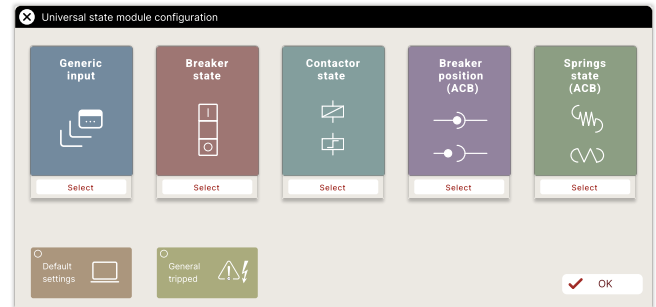 Universal state module configuration
Generic
input
Breaker
state
Contactor
state
Breaker
position
(ACB)
Springs
state
(ACB)
Select
Select
Select
Select
Select
Default
settings
General
tripped
OK